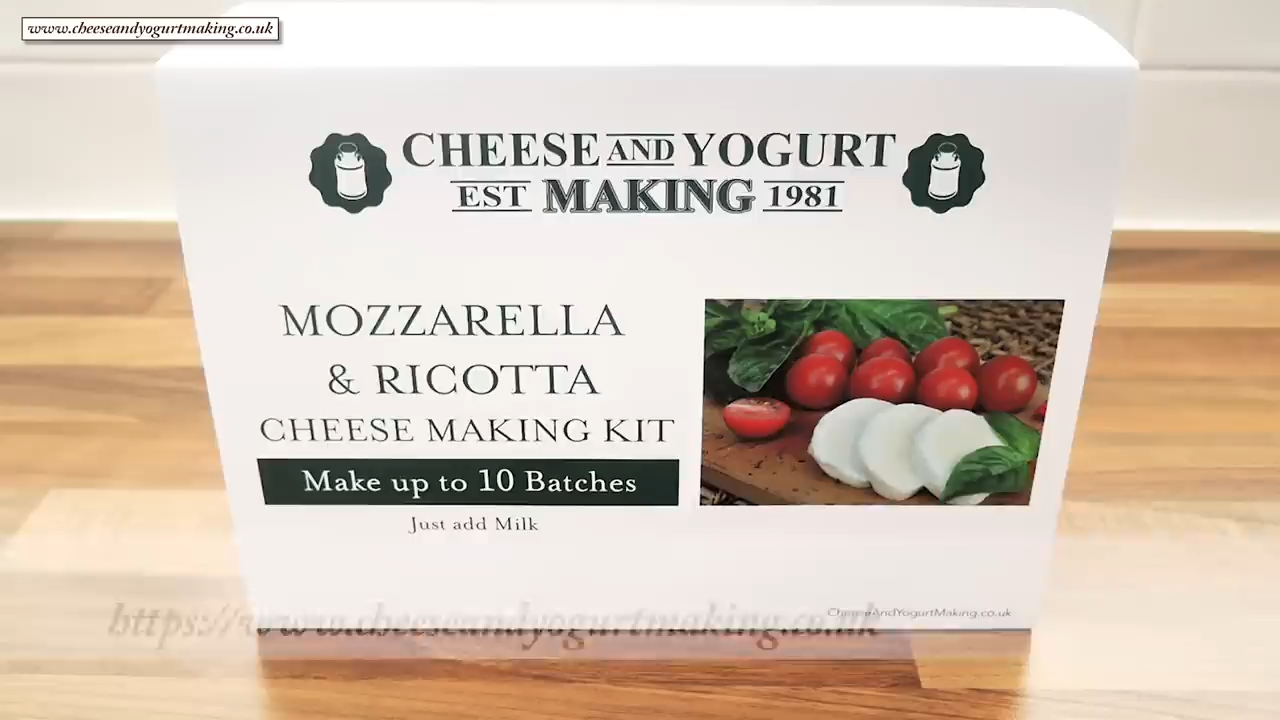 www.cheeseandyogurtmaking.co.uk
CHEESE AND YOGURT
EST MAKING 1981
MOZZARELLA
& RICOTTA
CHEESE MAKING KIT
Make up to 10 Batches
Just add Milk
CheeseAndYogurtMaking.co.uk
https://www.cheeseandyogurtmaking.co.uk